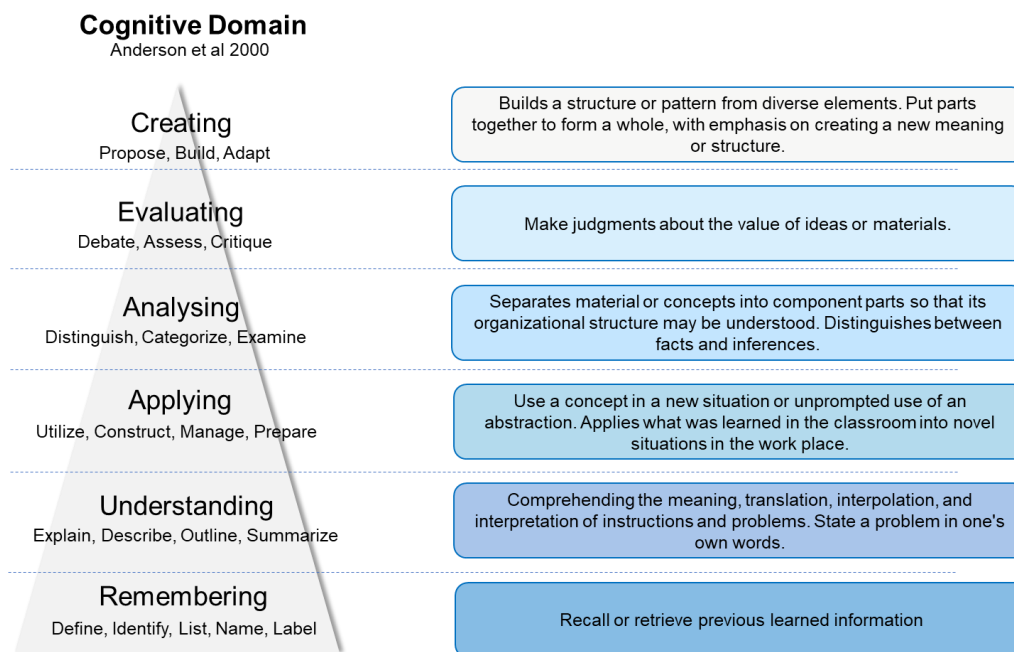 Cognitive Domain
Anderson et al 2000
Creating
Propose, Build, Adapt
Builds a structure or pattern from diverse elements. Put parts
together to form a whole, with emphasis on creating a new meaning
or structure.
Evaluating
Debate, Assess, Critique
Make judgments about the value of ideas or materials.
Analysing
Distinguish, Categorize, Examine
Separates material or concepts into component parts so that its
organizational structure may be understood. Distinguishes between
facts and inferences.
Applying
Utilize, Construct, Manage, Prepare
Use a concept in a new situation or unprompted use of an
abstraction. Applies what was learned in the classroom into novel
situations in the work place.
Understanding
Explain, Describe, Outline, Summarize
Comprehending the meaning, translation, interpolation, and
interpretation of instructions and problems. State a problem in one's
own words.
Remembering
Define, Identify, List, Name, Label
Recall or retrieve previous learned information